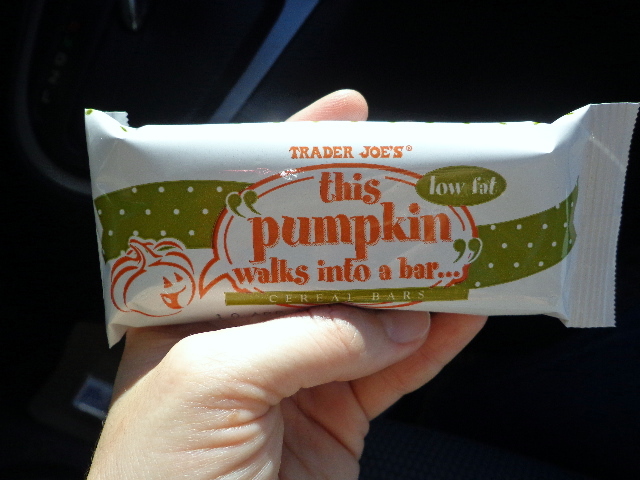 TRADER JOE'S®
low fat
“this
pumpkin
walks into a bar...”
CEREAL BARS